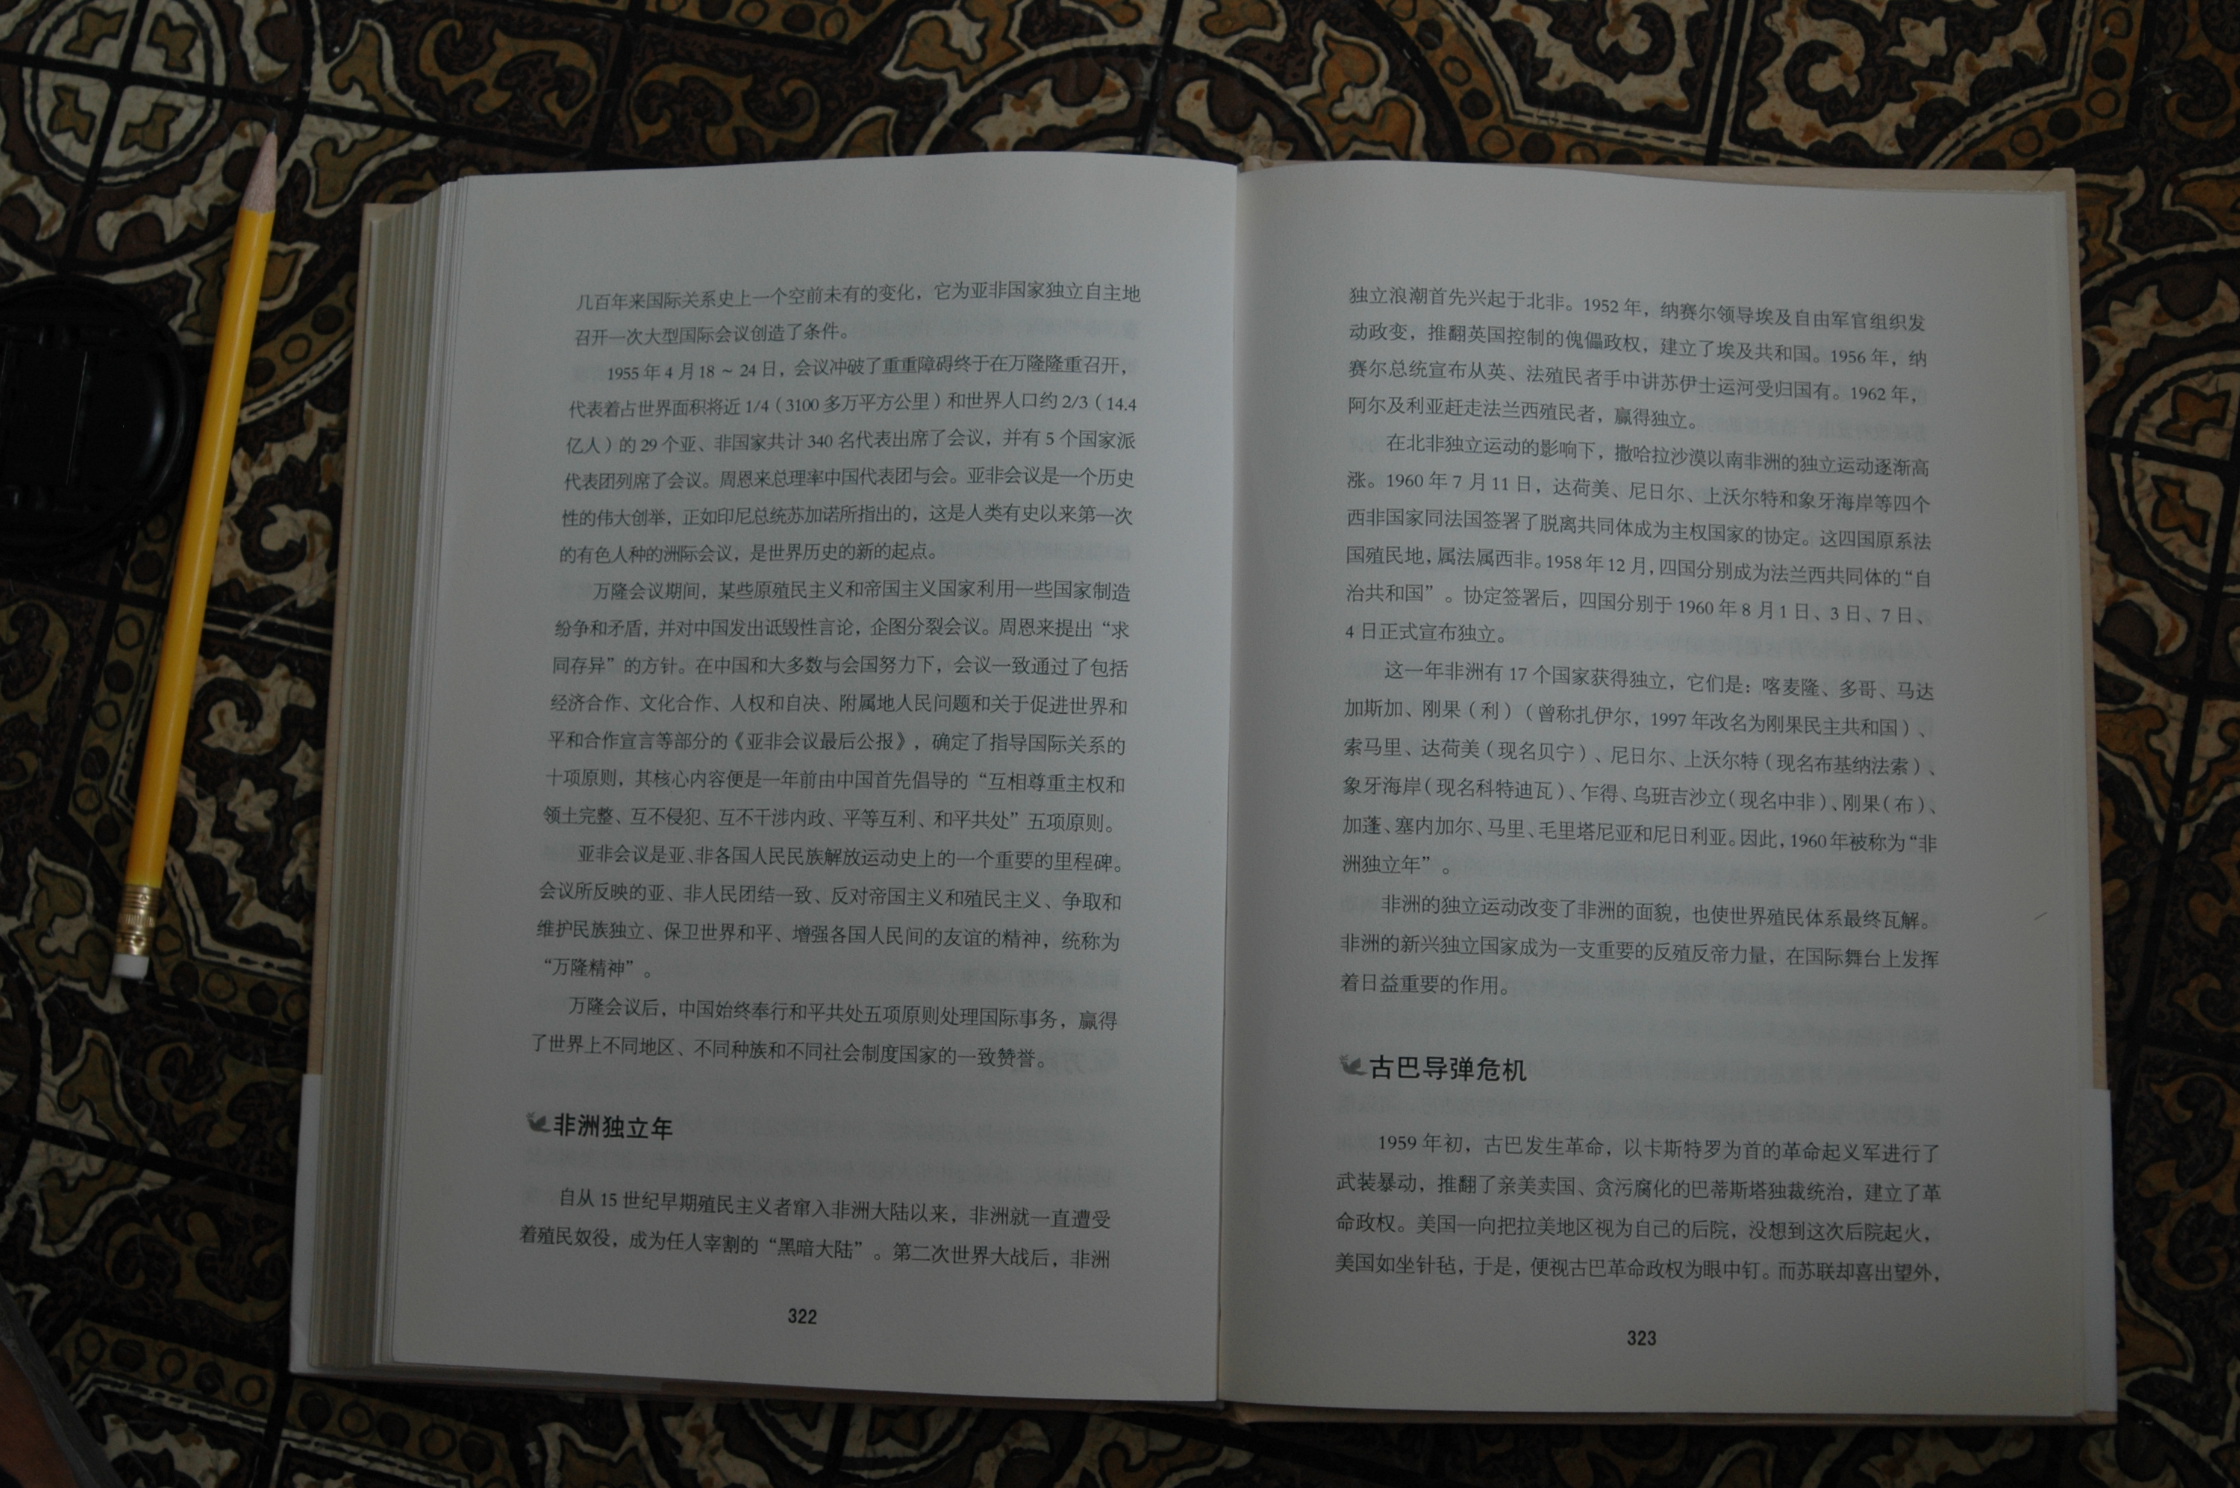 几百年来国际关系史上一个空前未有的变化，它为亚非国家独立自主地
召开一次大型国际会议创造了条件。
1955 年 4 月 18 ～ 24 日，会议冲破了重重障碍终于在万隆隆重召开，
代表着占世界面积将近 1/4（3100 多万平方公里）和世界人口约 2/3（14.4
亿人）的 29 个亚、非国家共计 340 名代表出席了会议，并有 5 个国家派
代表团列席了会议。周恩来总理率中国代表团与会。亚非会议是一个历史
性的伟大创举，正如印尼总统苏加诺所指出的，这是人类有史以来第一次
的有色人种的洲际会议，是世界历史的新的起点。
万隆会议期间，某些原殖民主义和帝国主义国家利用一些国家制造
纷争和矛盾，并对中国发出诋毁性言论，企图分裂会议。周恩来提出“求
同存异”的方针。在中国和大多数与会国努力下，会议一致通过了包括
经济合作、文化合作、人权和自决、附属地人民问题和关于促进世界和
平和合作宣言等部分的《亚非会议最后公报》，确定了指导国际关系的
十项原则，其核心内容便是一年前由中国首先倡导的“互相尊重主权和
领土完整、互不侵犯、互不干涉内政、平等互利、和平共处”五项原则。
亚非会议是亚、非各国人民民族解放运动史上的一个重要的里程碑。
会议所反映的亚、非人民团结一致、反对帝国主义和殖民主义、争取和
维护民族独立、保卫世界和平、增强各国人民间的友谊的精神，统称为
“万隆精神”。
万隆会议后，中国始终奉行和平共处五项原则处理国际事务，赢得
了世界上不同地区、不同种族和不同社会制度国家的一致赞誉。
非洲独立年
自从 15 世纪早期殖民主义者窜入非洲大陆以来，非洲就一直遭受
着殖民奴役，成为任人宰割的“黑暗大陆”。第二次世界大战后，非洲
322
独立浪潮首先兴起于北非。1952 年，纳赛尔领导埃及自由军官组织发
动政变，推翻英国控制的傀儡政权，建立了埃及共和国。1956 年，纳
赛尔总统宣布从英、法殖民者手中讲苏伊士运河受归国有。1962 年，
阿尔及利亚赶走法兰西殖民者，赢得独立。
在北非独立运动的影响下，撒哈拉沙漠以南非洲的独立运动逐渐高
涨。1960 年 7 月 11 日，达荷美、尼日尔、上沃尔特和象牙海岸等四个
西非国家同法国签署了脱离共同体成为主权国家的协定。这四国原系法
国殖民地，属法属西非。1958 年 12 月，四国分别成为法兰西共同体的“自
治共和国”。协定签署后，四国分别于 1960 年 8 月 1 日、3 日、7 日、
4 日正式宣布独立。
这一年非洲有 17 个国家获得独立，它们是：喀麦隆、多哥、马达
加斯加、刚果（利）（曾称扎伊尔，1997 年改名为刚果民主共和国）、
索马里、达荷美（现名贝宁）、尼日尔、上沃尔特（现名布基纳法索）、
象牙海岸（现名科特迪瓦）、乍得、乌班吉沙立（现名中非）、刚果（布）、
加蓬、塞内加尔、马里、毛里塔尼亚和尼日利亚。因此，1960 年被称为“非
洲独立年”。
非洲的独立运动改变了非洲的面貌，也使世界殖民体系最终瓦解。
非洲的新兴独立国家成为一支重要的反殖反帝力量，在国际舞台上发挥
着日益重要的作用。
古巴导弹危机
1959 年初，古巴发生革命，以卡斯特罗为首的革命起义军进行了
武装暴动，推翻了亲美卖国、贪污腐化的巴蒂斯塔独裁统治，建立了革
命政权。美国一向把拉美地区视为自己的后院，没想到这次后院起火，
美国如坐针毡，于是，便视古巴革命政权为眼中钉。而苏联却喜出望外，
323